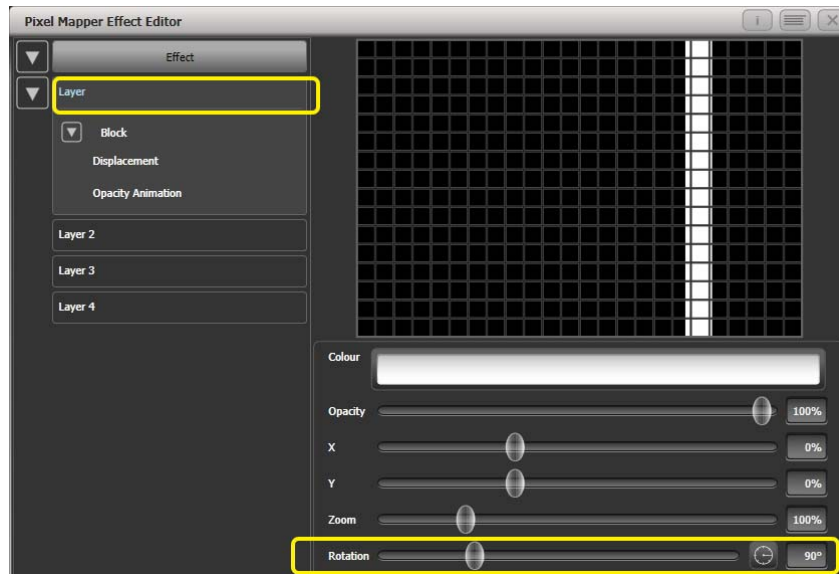 Pixel Mapper Effect Editor
i
Effect
Layer
Block
Displacement
Opacity Animation
Layer 2
Layer 3
Layer 4
Colour
Opacity 100%
X 0%
Y 0%
Zoom 100%
Rotation 90°